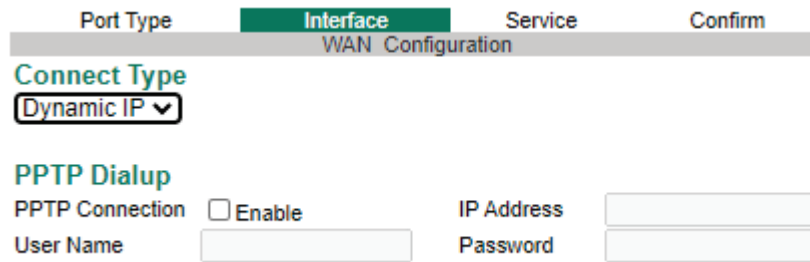 Port Type Interface Service Confirm
WAN Configuration
Connect Type
Dynamic IP
PPTP Dialup
PPTP Connection Enable IP Address
User Name Password